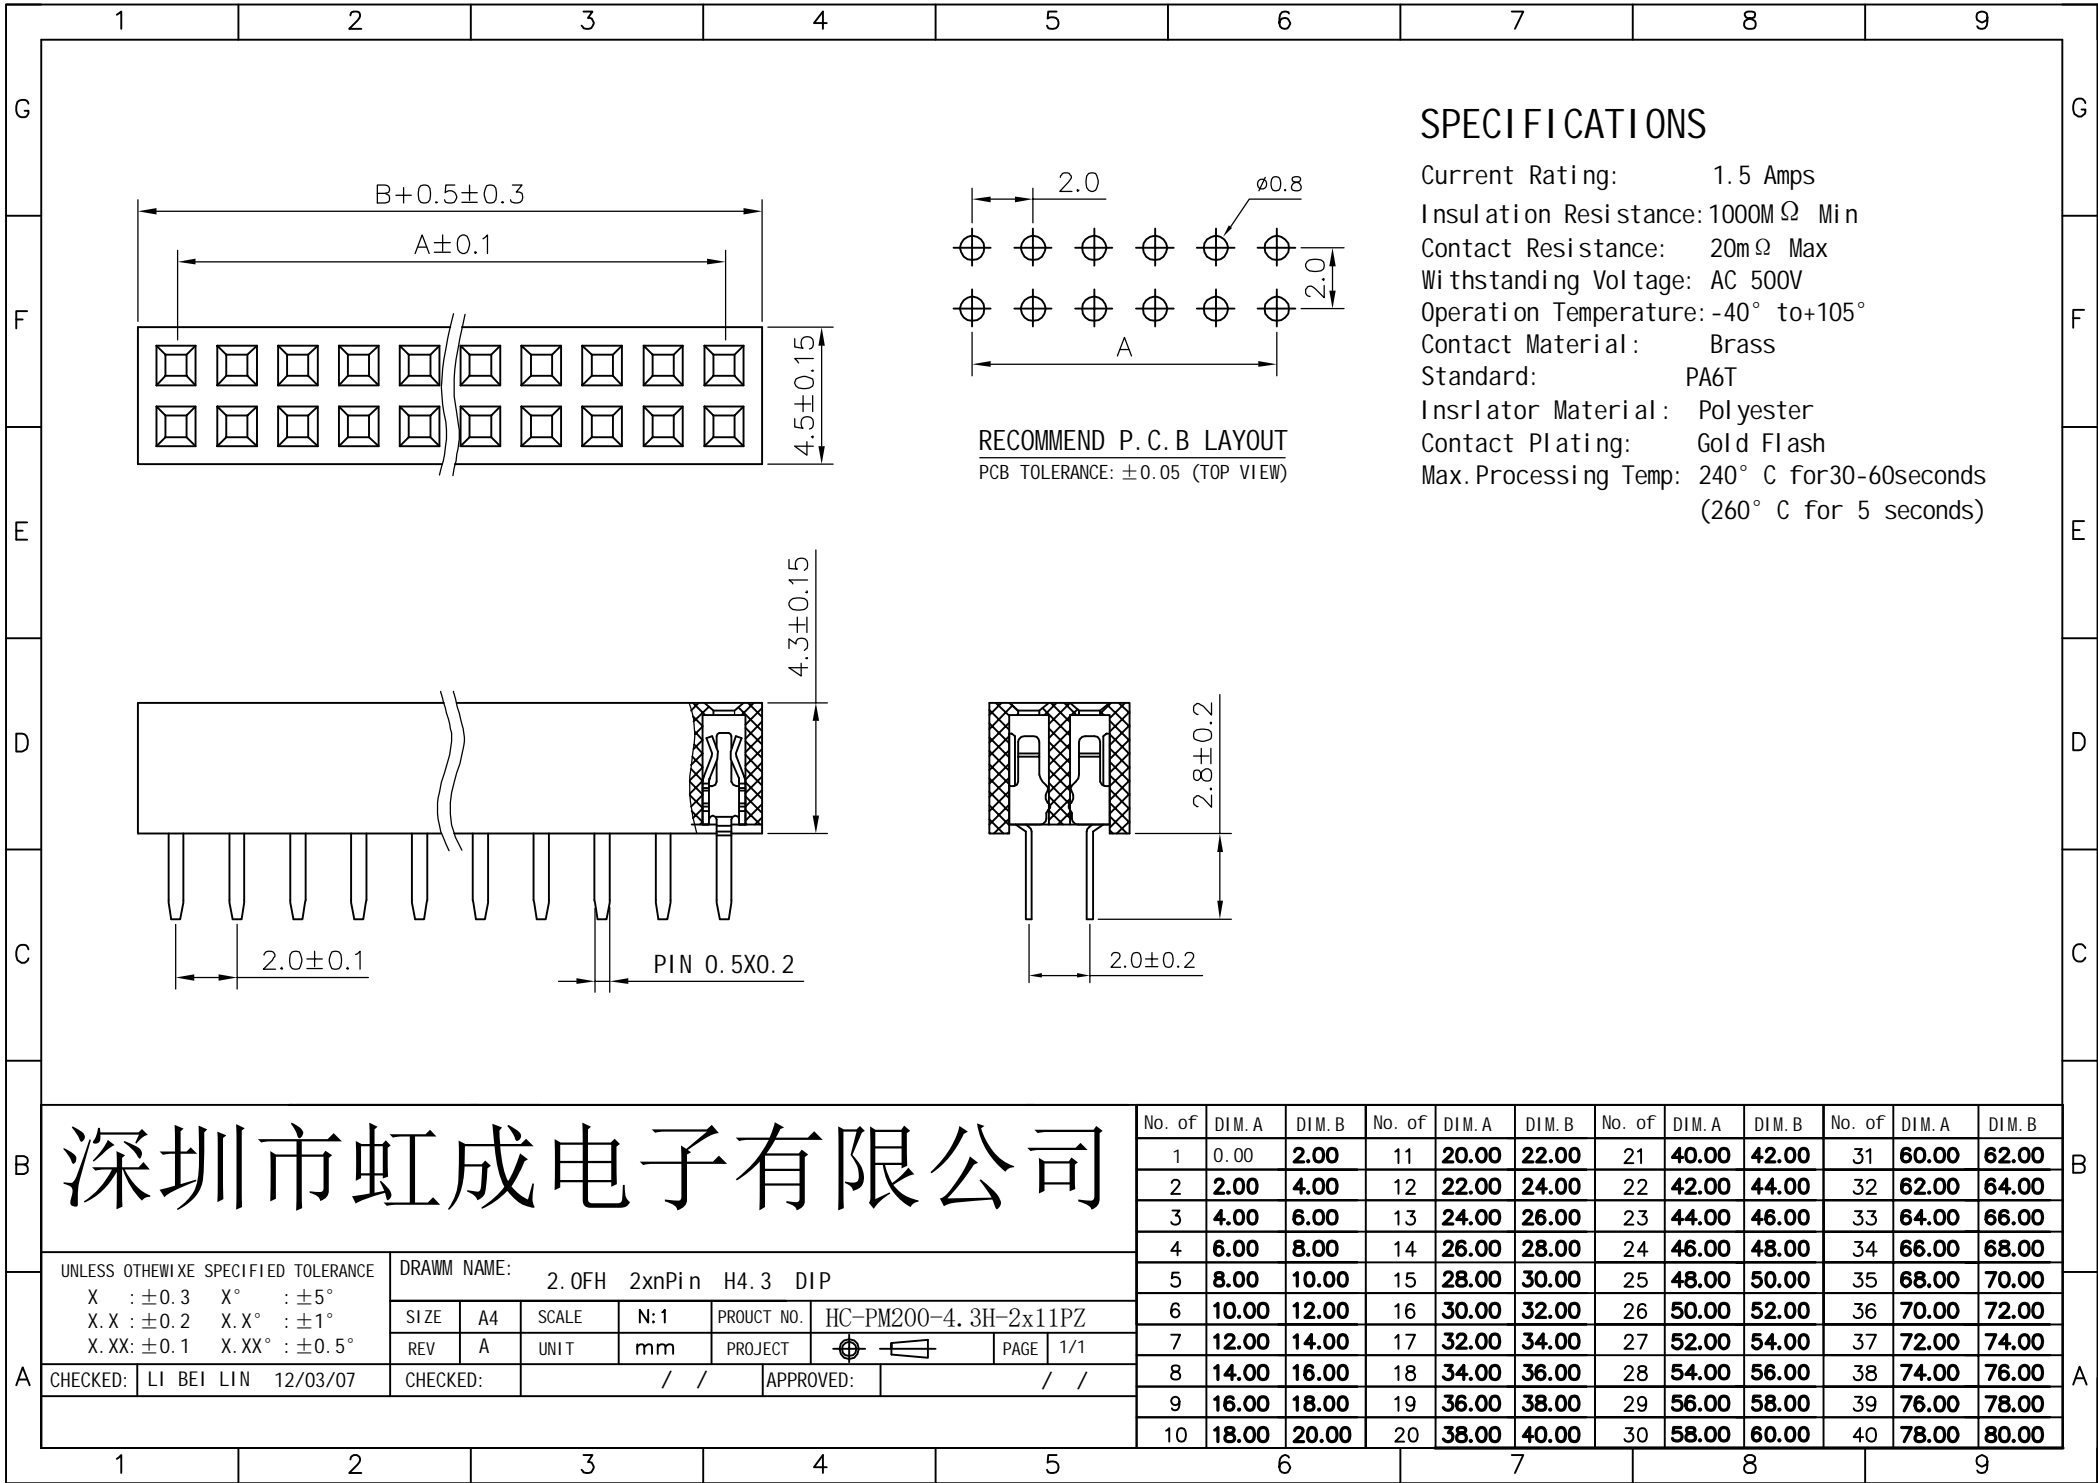 1 2 3 4 5 6 7 8 9
G G
F F
E E
D D
C C
B B
A A
B+0.5±0.3
A±0.1
4.5±0.15
2.0
ø0.8
2.0
A
RECOMMEND P.C.B LAYOUT
PCB TOLERANCE: ±0.05 (TOP VIEW)
SPECIFICATIONS
Current Rating: 1.5 Amps
Insulation Resistance: 1000MΩ Min
Contact Resistance: 20mΩ Max
Withstanding Voltage: AC 500V
Operation Temperature: -40° to+105°
Contact Material: Brass
Standard: PA6T
Insrlator Material: Polyester
Contact Plating: Gold Flash
Max.Processing Temp: 240° C for30-60seconds
(260° C for 5 seconds)
4.3±0.15
2.0±0.1
PIN 0.5X0.2
2.8±0.2
2.0±0.2
深圳市虹成电子有限公司
UNLESS OTHEWIXE SPECIFIED TOLERANCE
X :±0.3 X° :±5°
X.X :±0.2 X.X° :±1°
X.XX:±0.1 X.XX° :±0.5°
DRAWM NAME: 2.0FH 2xnPin H4.3 DIP
SIZE A4 SCALE N:1 PROUCT NO. HC-PM200-4.3H-2x11PZ
REV A UNIT mm PROJECT PAGE 1/1
CHECKED: LI BEI LIN 12/03/07 CHECKED: / / APPROVED: / /
No. of DIM.A DIM.B No. of DIM.A DIM.B No. of DIM.A DIM.B No. of DIM.A DIM.B
1 0.00 2.00 11 20.00 22.00 21 40.00 42.00 31 60.00 62.00
2 2.00 4.00 12 22.00 24.00 22 42.00 44.00 32 62.00 64.00
3 4.00 6.00 13 24.00 26.00 23 44.00 46.00 33 64.00 66.00
4 6.00 8.00 14 26.00 28.00 24 46.00 48.00 34 66.00 68.00
5 8.00 10.00 15 28.00 30.00 25 48.00 50.00 35 68.00 70.00
6 10.00 12.00 16 30.00 32.00 26 50.00 52.00 36 70.00 72.00
7 12.00 14.00 17 32.00 34.00 27 52.00 54.00 37 72.00 74.00
8 14.00 16.00 18 34.00 36.00 28 54.00 56.00 38 74.00 76.00
9 16.00 18.00 19 36.00 38.00 29 56.00 58.00 39 76.00 78.00
10 18.00 20.00 20 38.00 40.00 30 58.00 60.00 40 78.00 80.00
1 2 3 4 5 6 7 8 9